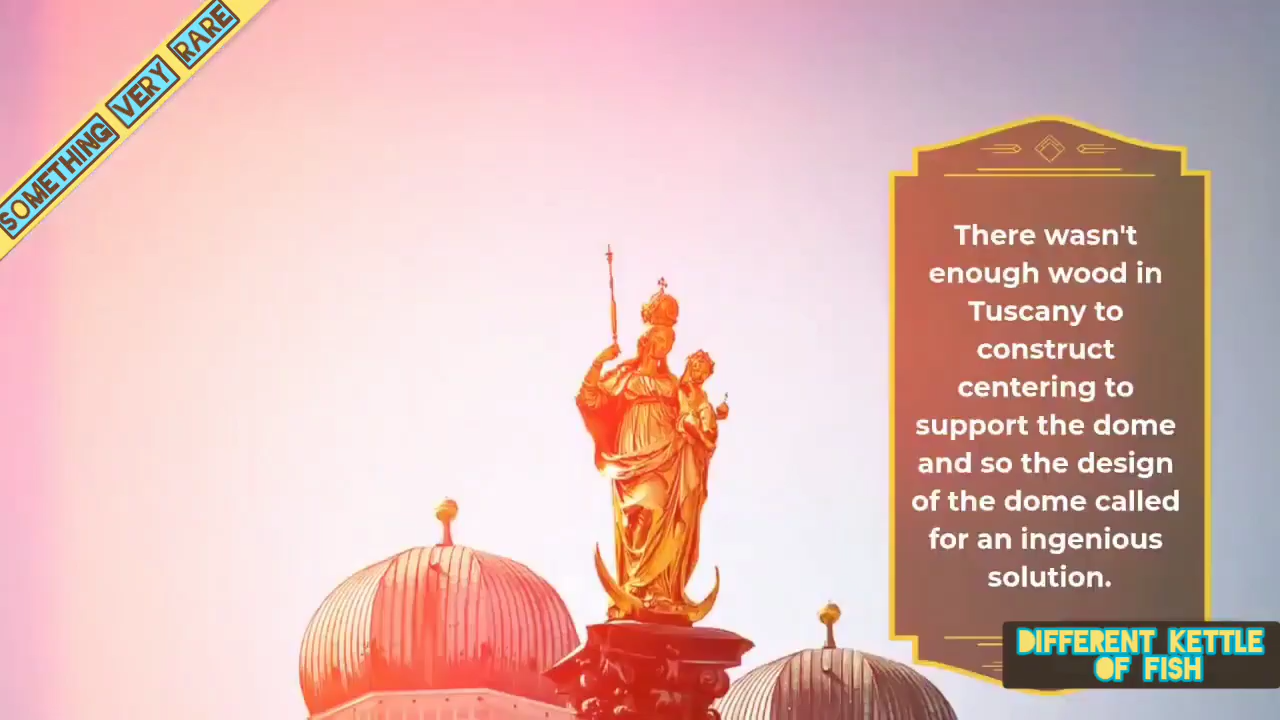 SOMETHING VERY RARE
There wasn't
enough wood in
Tuscany to
construct
centering to
support the dome
and so the design
of the dome called
for an ingenious
solution.
DIFFERENT KETTLE
OF FISH